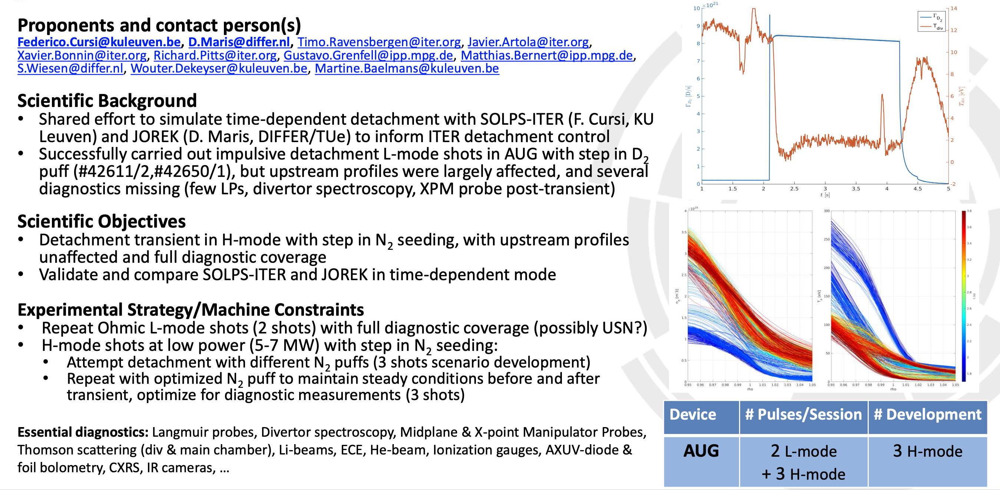 Proponents and contact person(s)
Federico.Cursi@kuleuven.be, D.Maris@differ.nl, Timo.Ravensbergen@iter.org, Javier.Artola@iter.org,
Xavier.Bonnin@iter.org, Richard.Pitts@iter.org, Gustavo.Grenfell@ipp.mpg.de, Matthias.Bernert@ipp.mpg.de,
S.Wiesen@differ.nl, Wouter.Dekeyser@kuleuven.be, Martine.Baelmans@kuleuven.be
Scientific Background
• Shared effort to simulate time-dependent detachment with SOLPS-ITER (F. Cursi, KU
Leuven) and JOREK (D. Maris, DIFFER/TUe) to inform ITER detachment control
• Successfully carried out impulsive detachment L-mode shots in AUG with step in D₂
puff (#42611/2,#42650/1), but upstream profiles were largely affected, and several
diagnostics missing (few LPs, divertor spectroscopy, XPM probe post-transient)
Scientific Objectives
• Detachment transient in H-mode with step in N₂ seeding, with upstream profiles
unaffected and full diagnostic coverage
• Validate and compare SOLPS-ITER and JOREK in time-dependent mode
Experimental Strategy/Machine Constraints
• Repeat Ohmic L-mode shots (2 shots) with full diagnostic coverage (possibly USN?)
• H-mode shots at low power (5-7 MW) with step in N₂ seeding:
• Attempt detachment with different N₂ puffs (3 shots scenario development)
• Repeat with optimized N₂ puff to maintain steady conditions before and after
transient, optimize for diagnostic measurements (3 shots)
Essential diagnostics: Langmuir probes, Divertor spectroscopy, Midplane & X-point Manipulator Probes,
Thomson scattering (div & main chamber), Li-beams, ECE, He-beam, Ionization gauges, AXUV-diode &
foil bolometry, CXRS, IR cameras, ...
×10²¹
10
9
8
7
6
5
4
3
2
1
0
Γ_D₂ [D/s]
14
12
10
8
6
4
2
0
-2
T_div [eV]
Γ_D₂
T_div
1 1.5 2 2.5 3 3.5 4 4.5 5
t [s]
×10¹⁹
4
3.5
3
2.5
2
1.5
1
0.5
0
n_e [m^-3]
0.95 0.96 0.97 0.98 0.99 1 1.01 1.02 1.03 1.04 1.05
rho
300
250
200
150
100
50
0
T_e [eV]
0.95 0.96 0.97 0.98 0.99 1 1.01 1.02 1.03 1.04 1.05
rho
3.8
3.6
3.4
3.2
3
2.8
2.6
2.4
2.2
2
1.8
t (s)
Device # Pulses/Session # Development
AUG 2 L-mode 3 H-mode
+ 3 H-mode